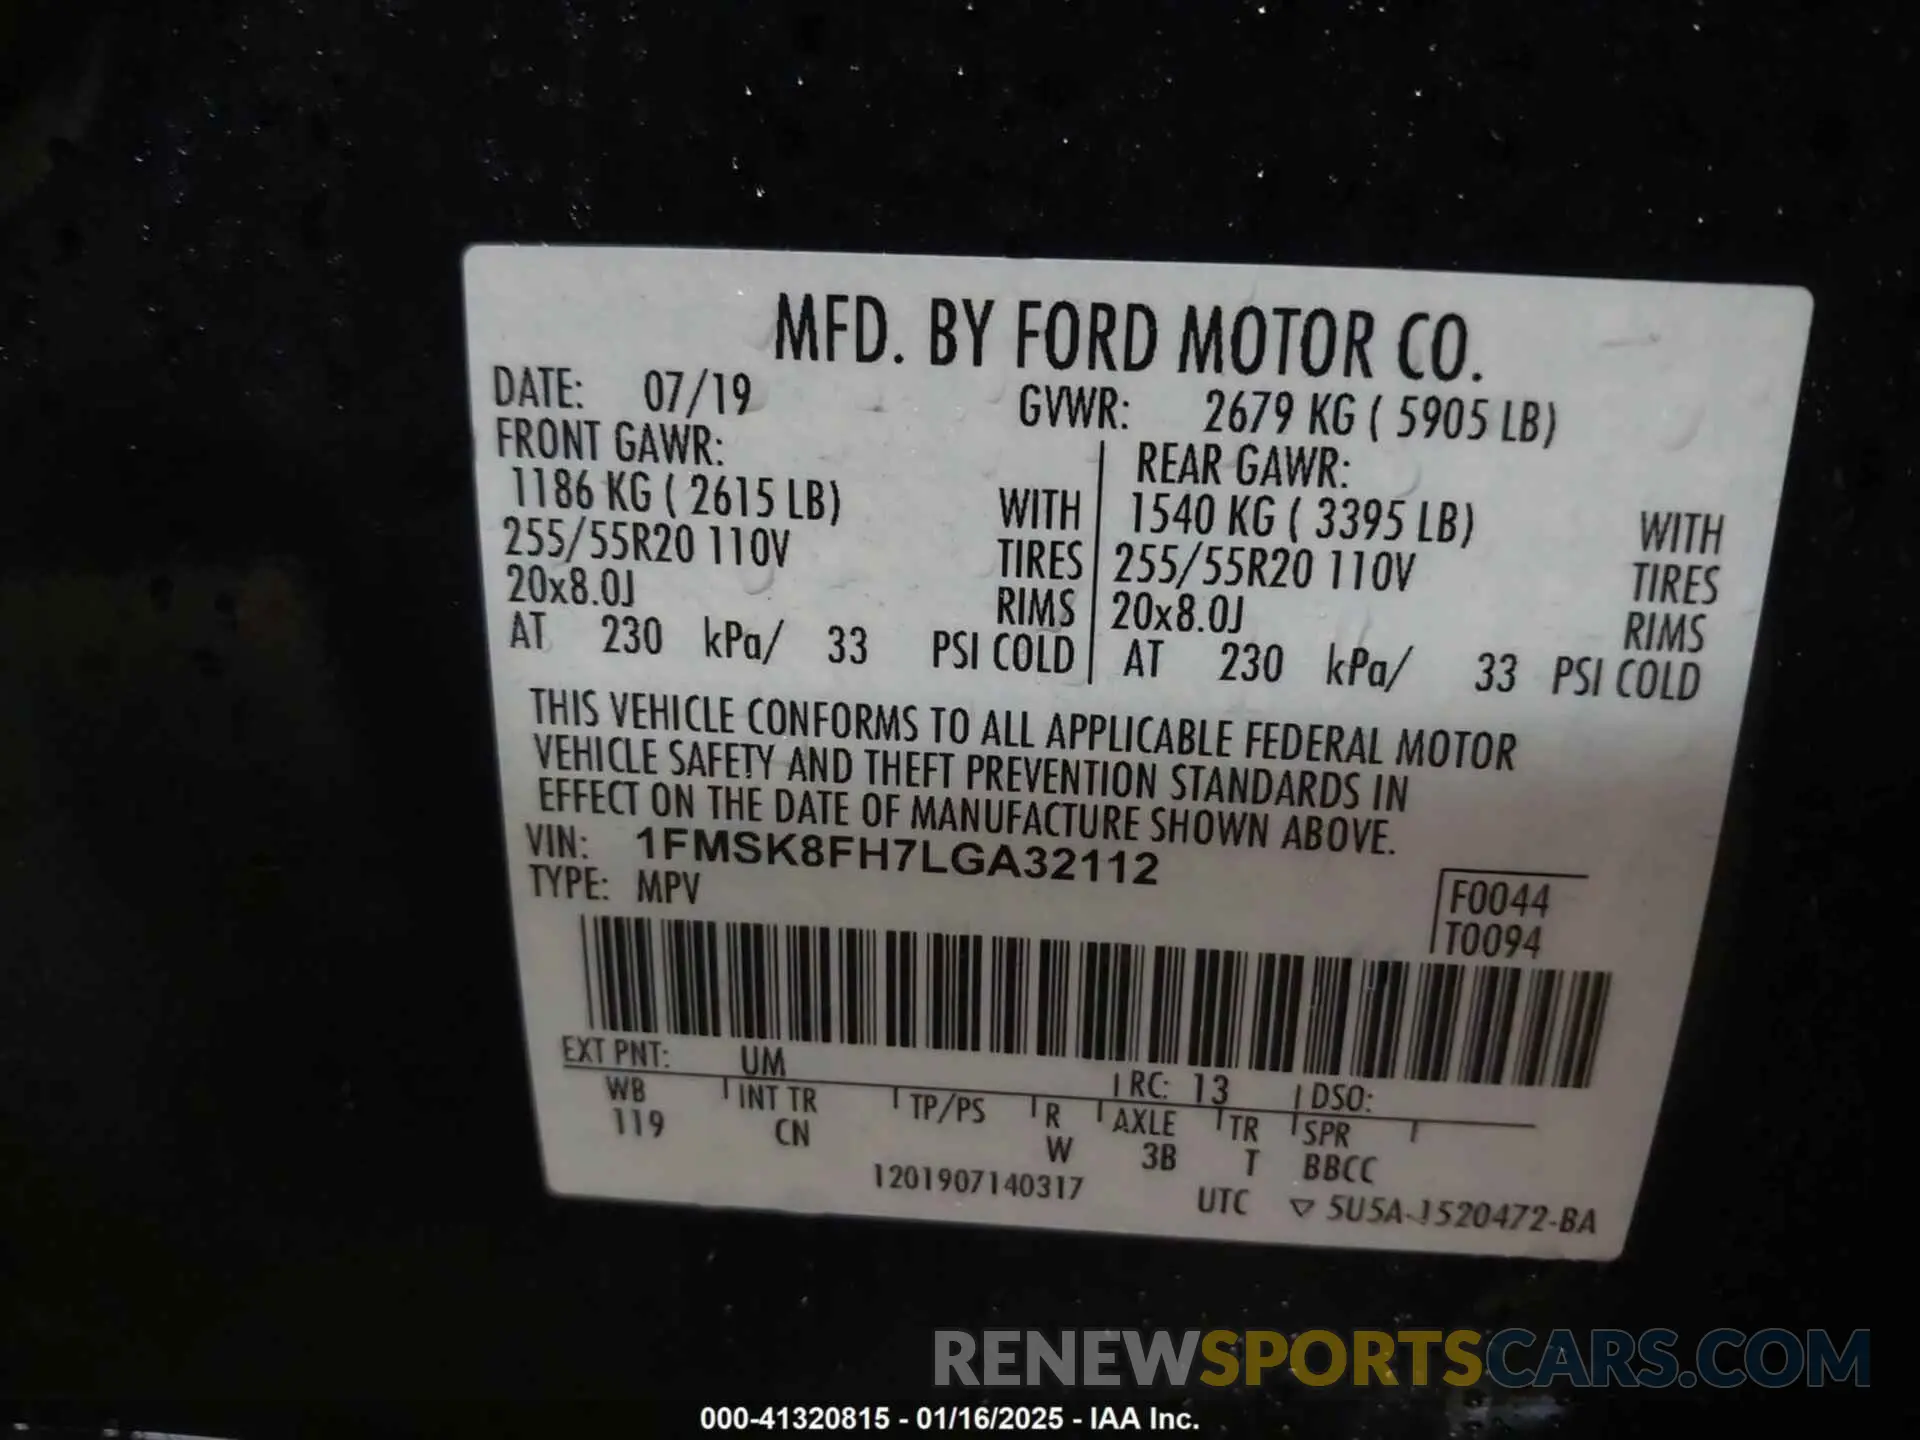 MFD. BY FORD MOTOR CO.
DATE: 07/19 GVWR: 2679 KG ( 5905 LB)
FRONT GAWR: REAR GAWR:
1186 KG ( 2615 LB) WITH 1540 KG ( 3395 LB) WITH
255/55R20 110V TIRES 255/55R20 110V TIRES
20x8.0J RIMS 20x8.0J RIMS
AT 230 kPa/ 33 PSI COLD AT 230 kPa/ 33 PSI COLD
THIS VEHICLE CONFORMS TO ALL APPLICABLE FEDERAL MOTOR
VEHICLE SAFETY AND THEFT PREVENTION STANDARDS IN
EFFECT ON THE DATE OF MANUFACTURE SHOWN ABOVE.
VIN: 1FMSK8FH7LGA32112
TYPE: MPV
F0044
T0094
EXT PNT: UM RC: 13 DSO:
WB INT TR TP/PS R AXLE TR SPR
119 CN W 3B T BBCC
1201907140317 UTC ▽ 5U5A-1520472-BA
RENEWSPORTSCARS.COM
000-41320815 - 01/16/2025 - IAA Inc.